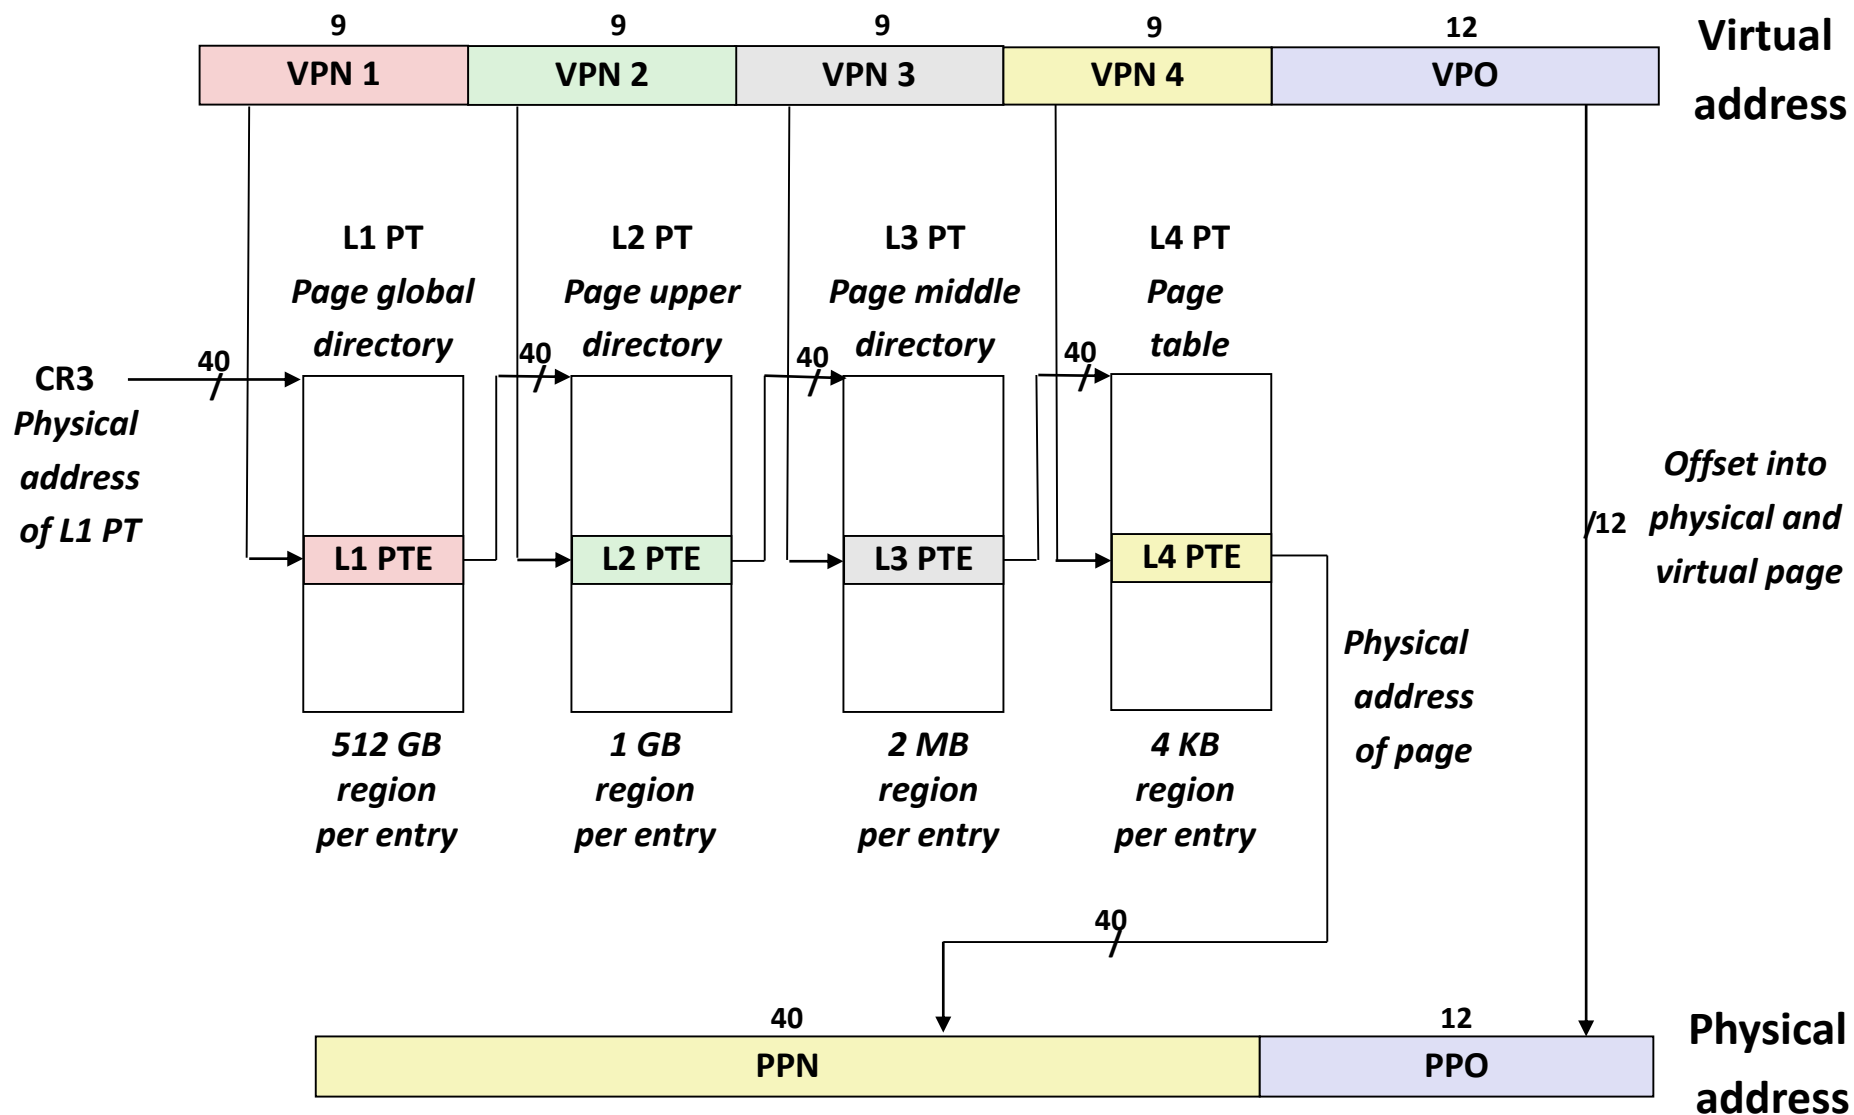 9 9 9 9 12
VPN 1 VPN 2 VPN 3 VPN 4 VPO
Virtual
address
L1 PT
Page global
directory
L2 PT
Page upper
directory
L3 PT
Page middle
directory
L4 PT
Page
table
CR3
Physical
address
of L1 PT
40
40
40
40
L1 PTE
L2 PTE
L3 PTE
L4 PTE
/12
Offset into
physical and
virtual page
512 GB
region
per entry
1 GB
region
per entry
2 MB
region
per entry
4 KB
region
per entry
Physical
address
of page
40
40 12
PPN PPO
Physical
address